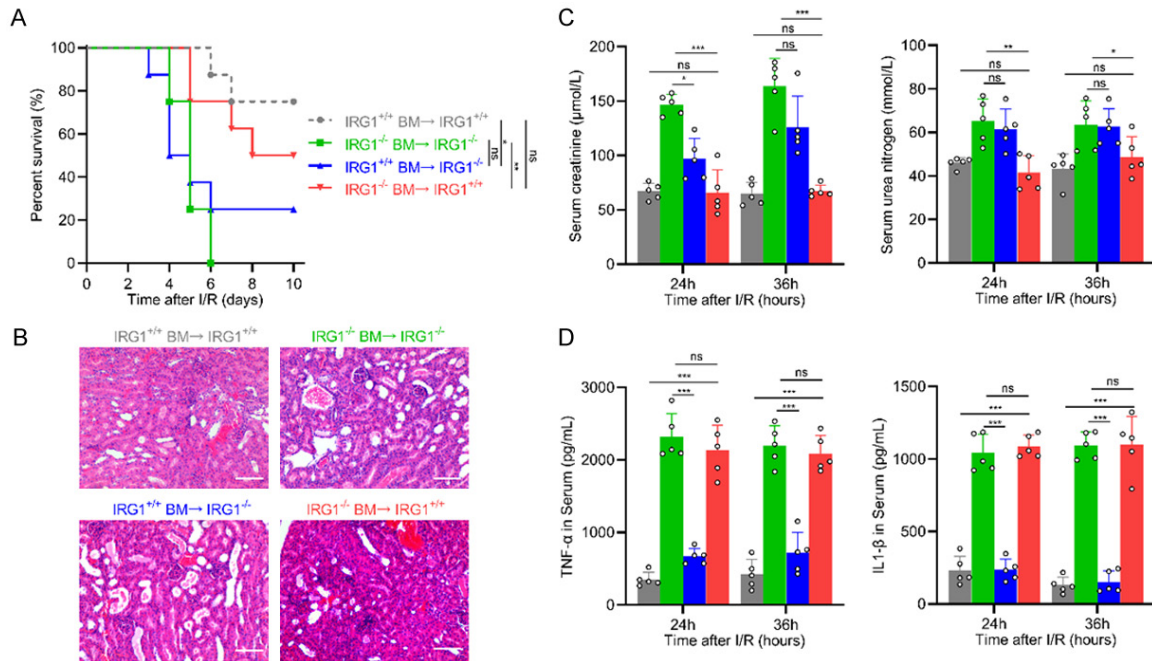 A
Percent survival (%)
100
80
60
40
20
0
0 2 4 6 8 10
Time after I/R (days)
IRG1+/+ BM→ IRG1+/+
IRG1-/- BM→ IRG1-/-
IRG1+/+ BM→ IRG1-/-
IRG1-/- BM→ IRG1+/+
ns
*
**
ns
B
IRG1+/+ BM→ IRG1+/+
IRG1-/- BM→ IRG1-/-
IRG1+/+ BM→ IRG1-/-
IRG1-/- BM→ IRG1+/+
C
Serum creatinine (μmol/L)
200
150
100
50
0
***
ns
*
***
ns
ns
24h 36h
Time after I/R (hours)
Serum urea nitrogen (mmol/L)
100
80
60
40
20
0
**
ns
ns
*
ns
ns
24h 36h
Time after I/R (hours)
D
TNF-α in Serum (pg/mL)
3000
2000
1000
0
ns
***
***
ns
***
***
24h 36h
Time after I/R (hours)
IL1-β in Serum (pg/mL)
1500
1000
500
0
ns
***
***
ns
***
***
24h 36h
Time after I/R (hours)